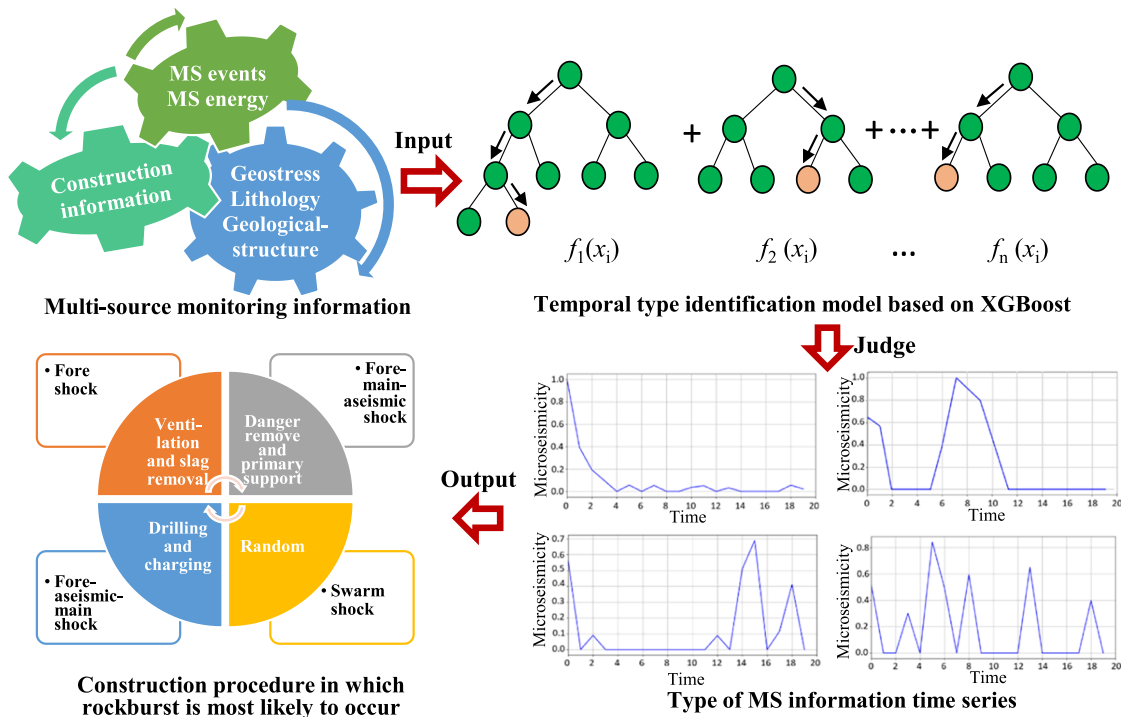 MS events
MS energy
Construction
information
Geostress
Lithology
Geological-
structure
Multi-source monitoring information
Input
+
+ ... +
f1(xi)
f2 (xi)
...
fn (xi)
Temporal type identification model based on XGBoost
Judge
Microseismicity
1.0
0.8
0.6
0.4
0.2
0.0
0 2 4 6 8 10 12 14 16 18 20
Time
Microseismicity
1.0
0.8
0.6
0.4
0.2
0.0
0 2 4 6 8 10 12 14 16 18 20
Time
Microseismicity
0.7
0.6
0.5
0.4
0.3
0.2
0.1
0.0
0 2 4 6 8 10 12 14 16 18 20
Time
Microseismicity
0.8
0.6
0.4
0.2
0.0
0 2 4 6 8 10 12 14 16 18 20
Time
Type of MS information time series
Output
• Fore
shock
• Fore-
main-
aseismic
shock
Venti-
lation
and slag
removal
Danger
remove
and
primary
support
Drilling
and
charging
Random
• Fore-
aseismic-
main
shock
• Swarm
shock
Construction procedure in which
rockburst is most likely to occur